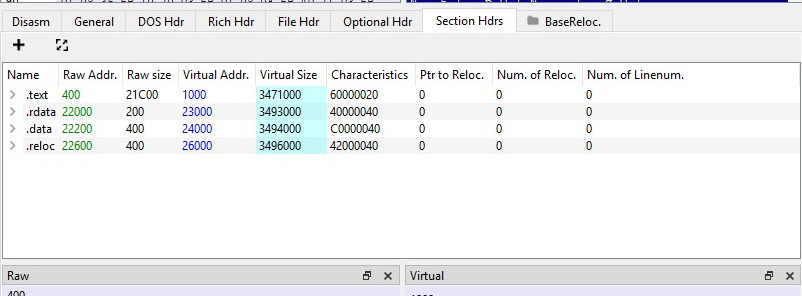 Disasm General DOS Hdr Rich Hdr File Hdr Optional Hdr Section Hdrs BaseReloc.
Name Raw Addr. Raw size Virtual Addr. Virtual Size Characteristics Ptr to Reloc. Num. of Reloc. Num. of Linenum.
.text 400 21C00 1000 3471000 60000020 0 0 0
.rdata 22000 200 23000 3493000 40000040 0 0 0
.data 22200 400 24000 3494000 C0000040 0 0 0
.reloc 22600 400 26000 3496000 42000040 0 0 0
Raw Virtual
400